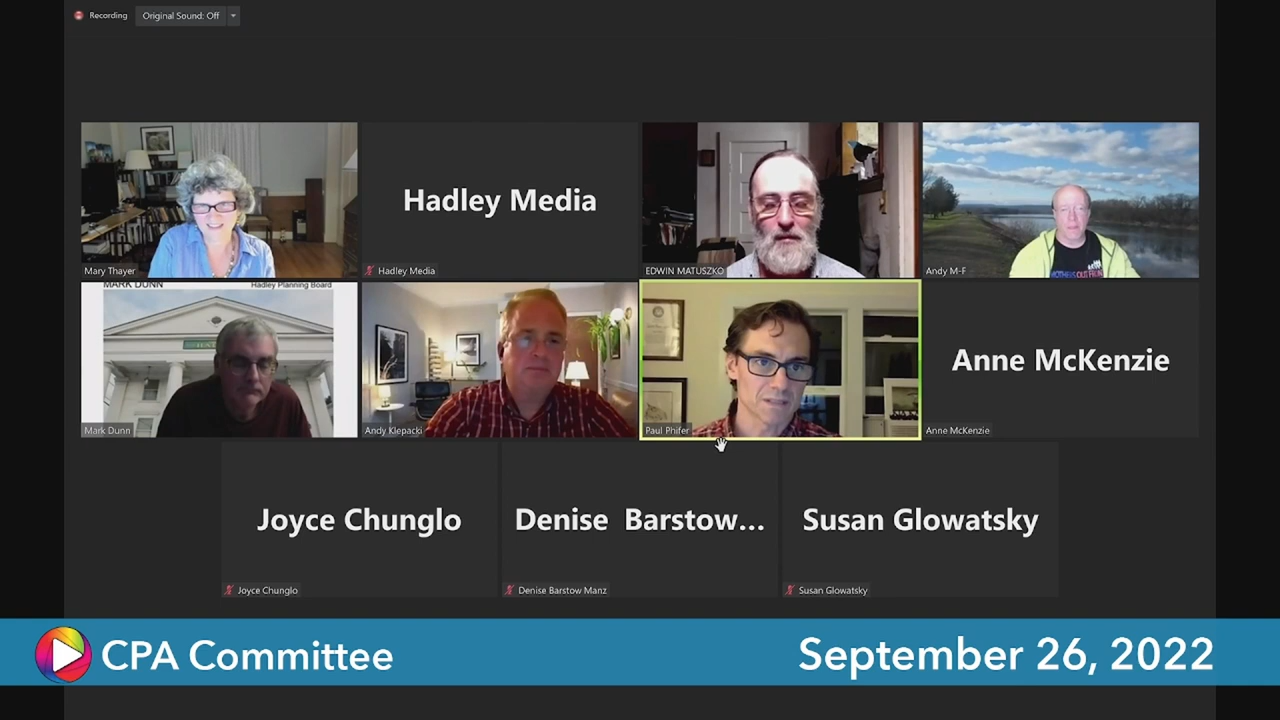 Recording
Original Sound: Off
Hadley Media
Mary Thayer
Hadley Media
EDWIN MATUSZKO
Andy M-F
MARK DUNN
Hadley Planning Board
Mark Dunn
Andy Klepacki
Paul Phifer
Anne McKenzie
Anne McKenzie
Joyce Chunglo
Denise Barstow...
Susan Glowatsky
Joyce Chunglo
Denise Barstow Manz
Susan Glowatsky
CPA Committee
September 26, 2022